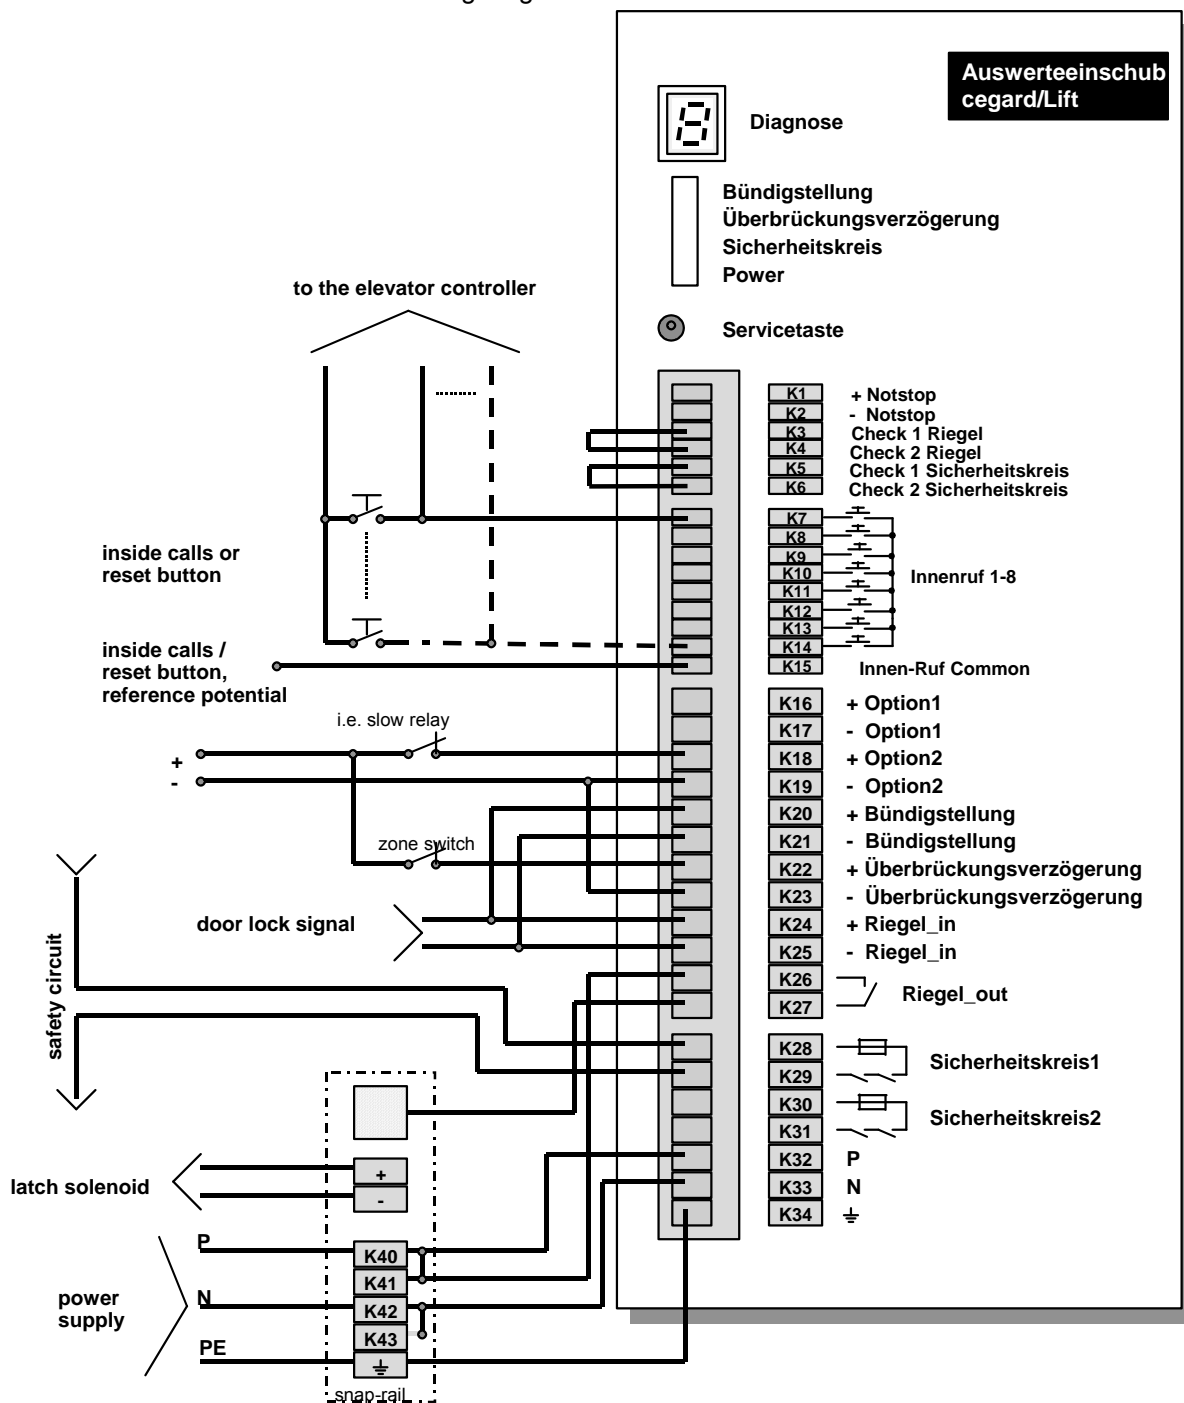 Auswerteeinschub
cegard/Lift
Diagnose
Bündigstellung
Überbrückungsverzögerung
Sicherheitskreis
Power
to the elevator controller
Servicetaste
K1 + Notstop
K2 - Notstop
K3 Check 1 Riegel
K4 Check 2 Riegel
K5 Check 1 Sicherheitskreis
K6 Check 2 Sicherheitskreis
K7
K8
K9
K10
K11
K12
K13
K14
Innenruf 1-8
K15 Innen-Ruf Common
inside calls or
reset button
inside calls /
reset button,
reference potential
i.e. slow relay
+
-
zone switch
door lock signal
K16 + Option1
K17 - Option1
K18 + Option2
K19 - Option2
K20 + Bündigstellung
K21 - Bündigstellung
K22 + Überbrückungsverzögerung
K23 - Überbrückungsverzögerung
K24 + Riegel_in
K25 - Riegel_in
K26
K27
Riegel_out
safety circuit
K28
K29
Sicherheitskreis1
K30
K31
Sicherheitskreis2
K32 P
K33 N
K34
latch solenoid
+
-
power
supply
P
N
PE
K40
K41
K42
K43
snap-rail